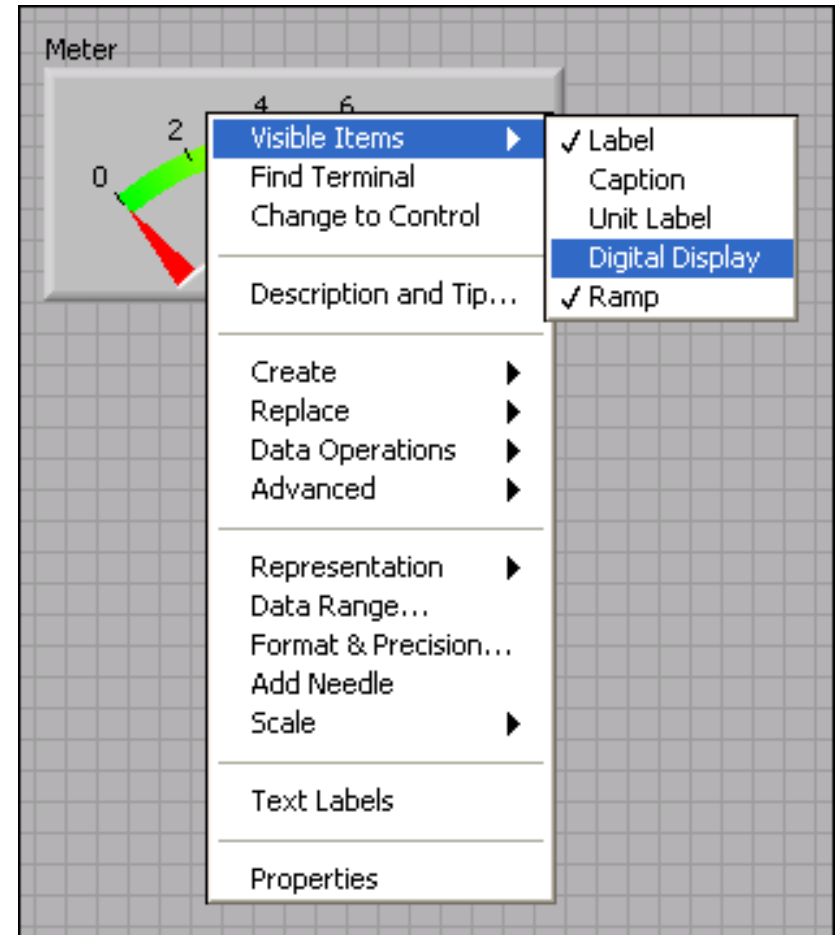 Meter
0
2
4
6
Visible Items
Find Terminal
Change to Control
Description and Tip...
Create
Replace
Data Operations
Advanced
Representation
Data Range...
Format & Precision...
Add Needle
Scale
Text Labels
Properties
Label
Caption
Unit Label
Digital Display
Ramp